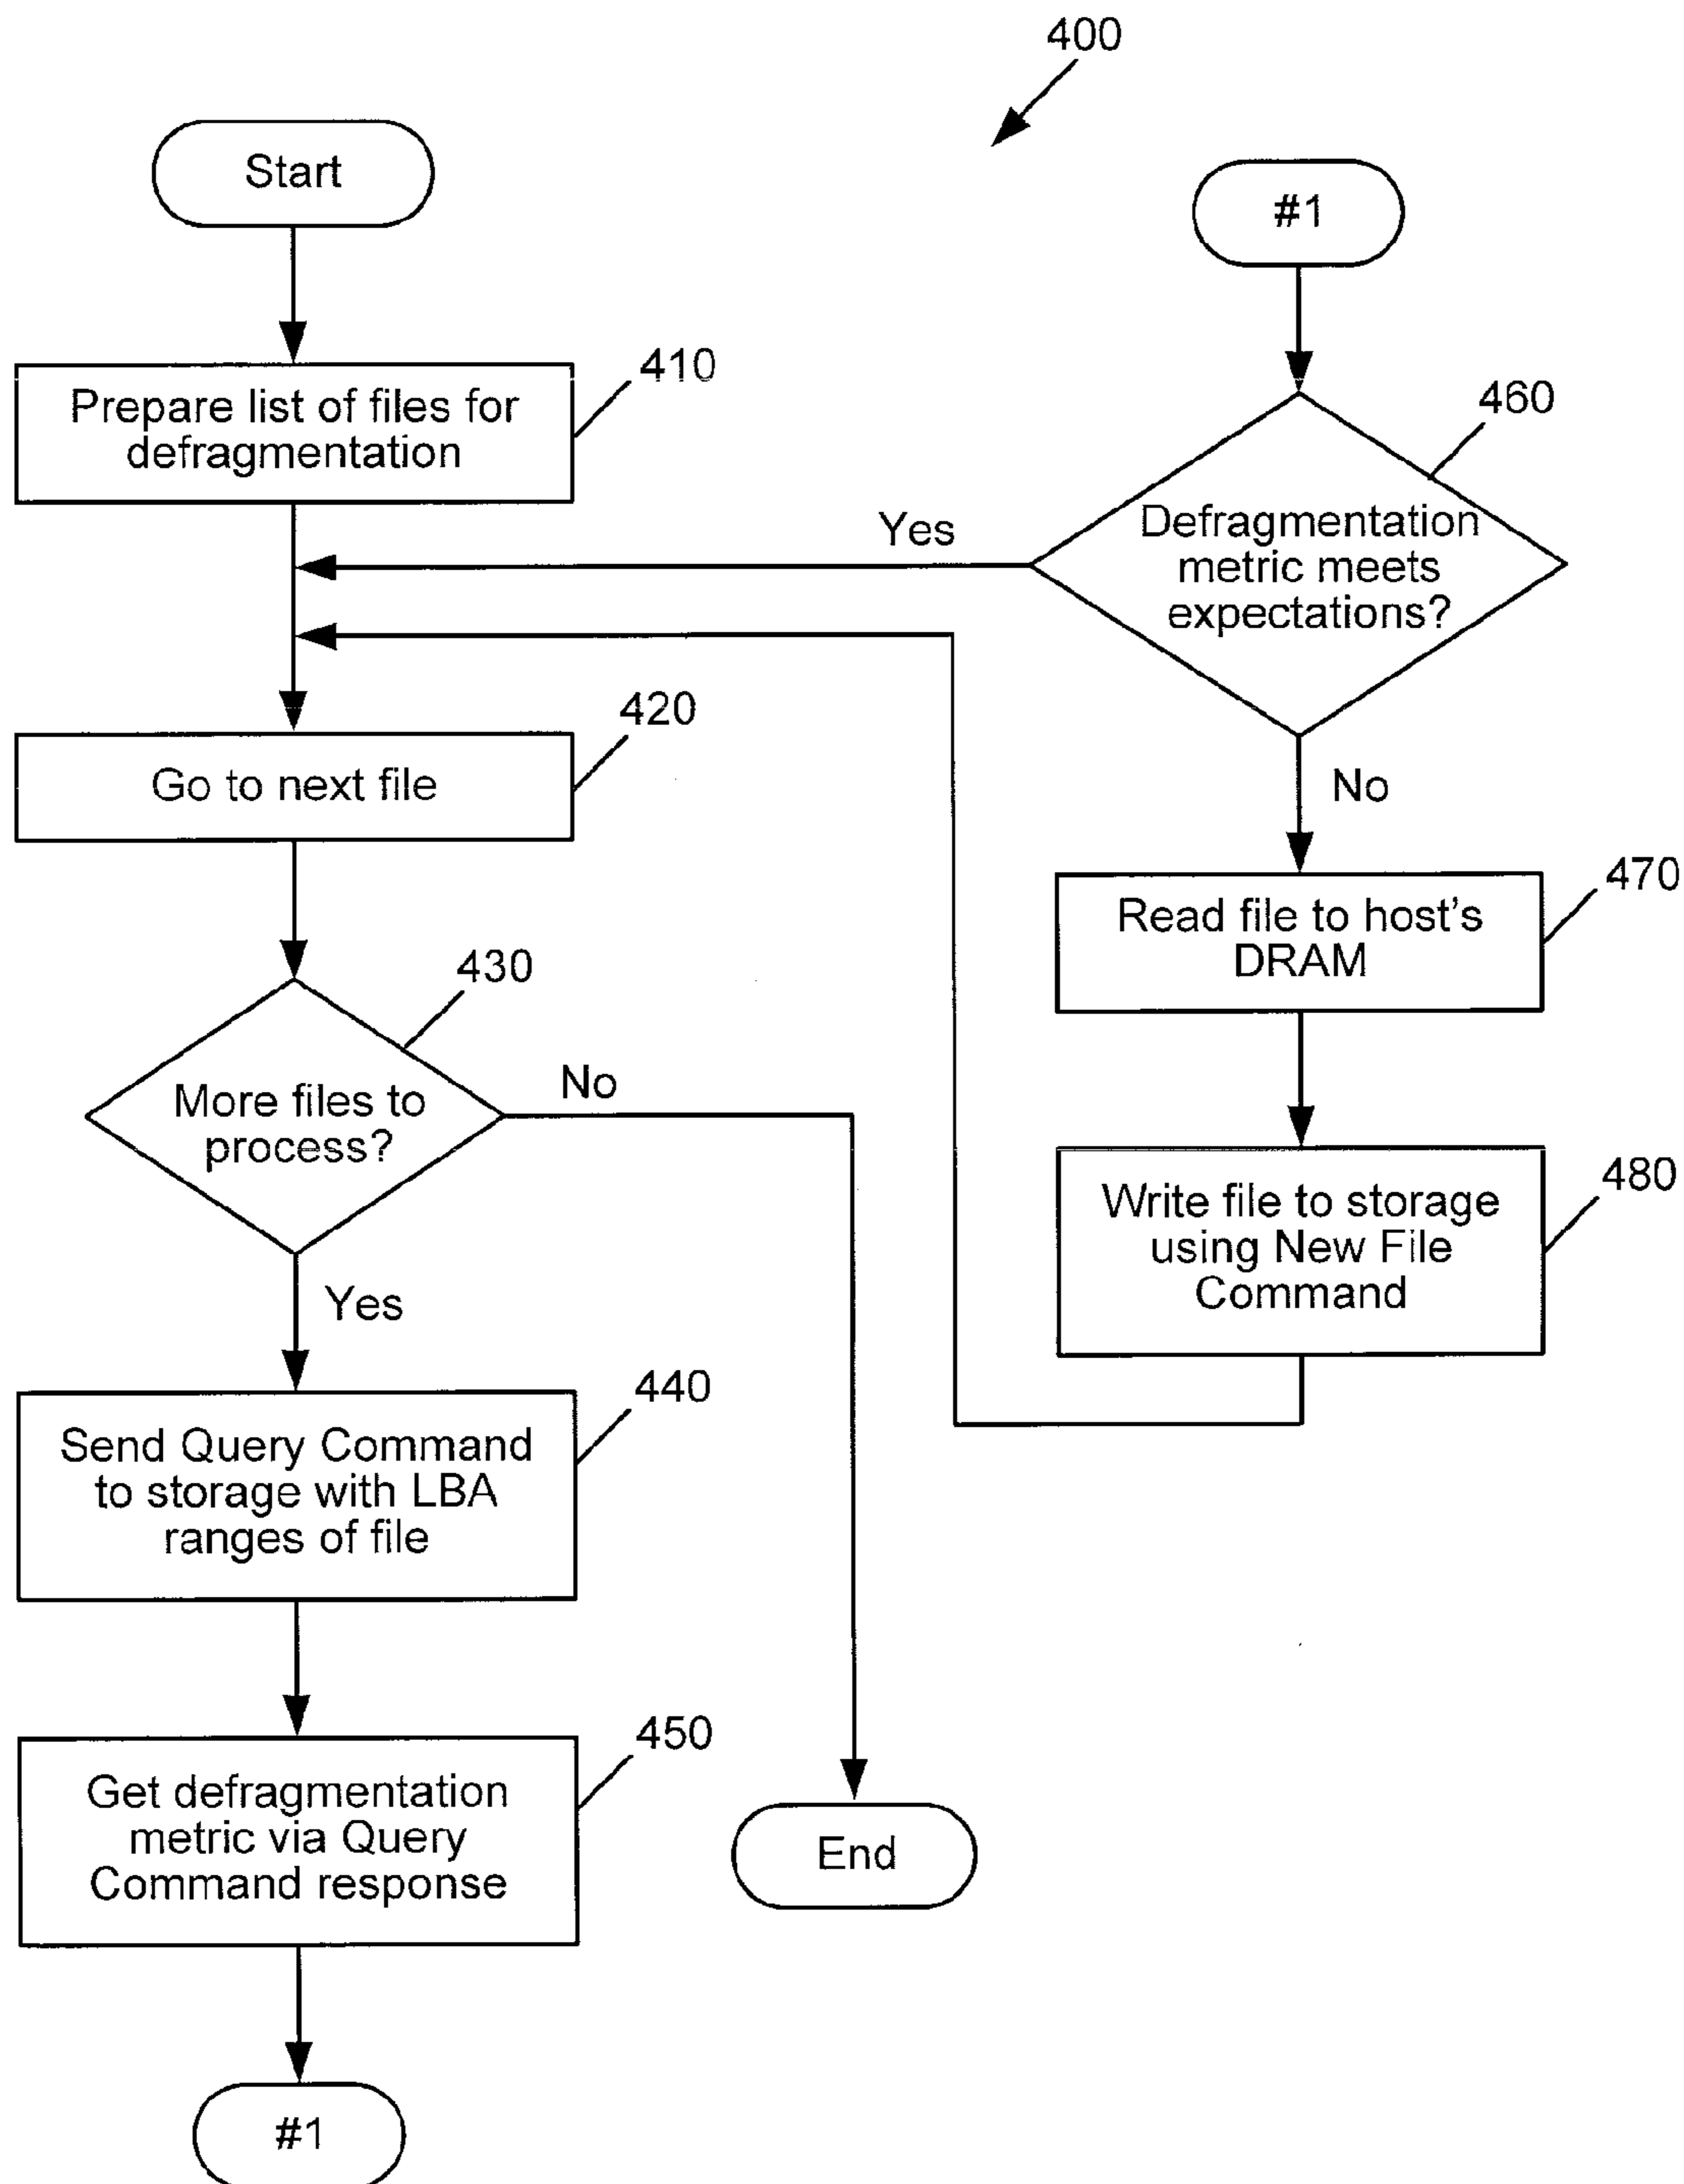 400
Start
410
Prepare list of files for
defragmentation
420
Go to next file
430
More files to
process?
No
Yes
440
Send Query Command
to storage with LBA
ranges of file
450
Get defragmentation
metric via Query
Command response
#1
End
#1
460
Defragmentation
metric meets
expectations?
Yes
No
470
Read file to host's
DRAM
480
Write file to storage
using New File
Command